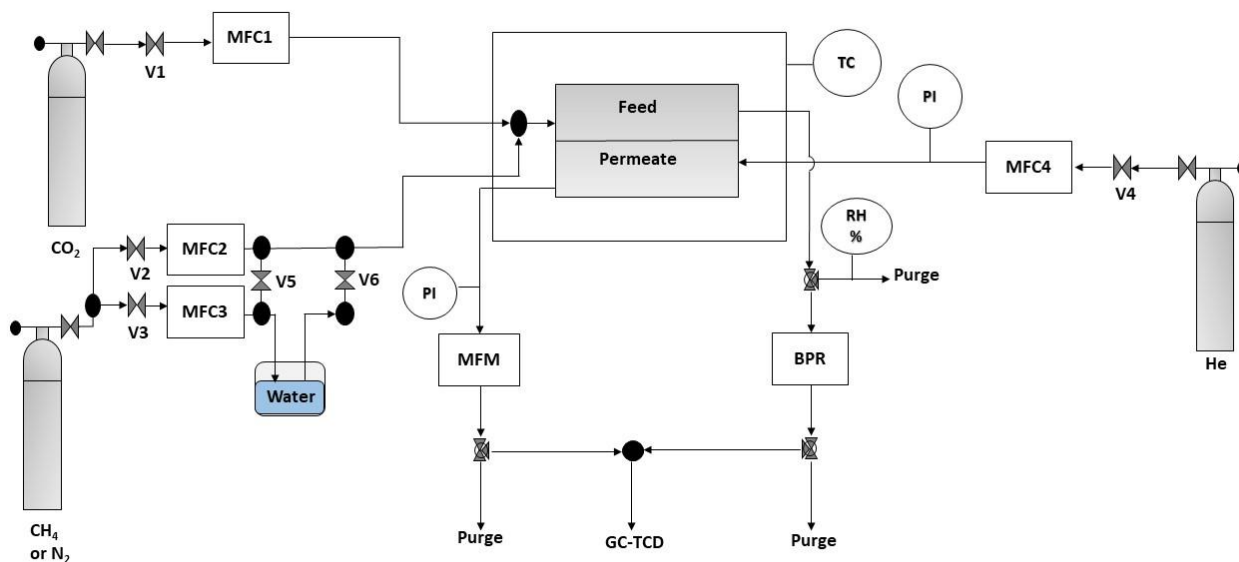 MFC1
V1
CO₂
TC
Feed
Permeate
PI
MFC4
V4
He
MFC2
V2
V5
V6
MFC3
V3
Water
CH₄
or N₂
PI
MFM
RH
%
Purge
BPR
Purge
GC-TCD
Purge